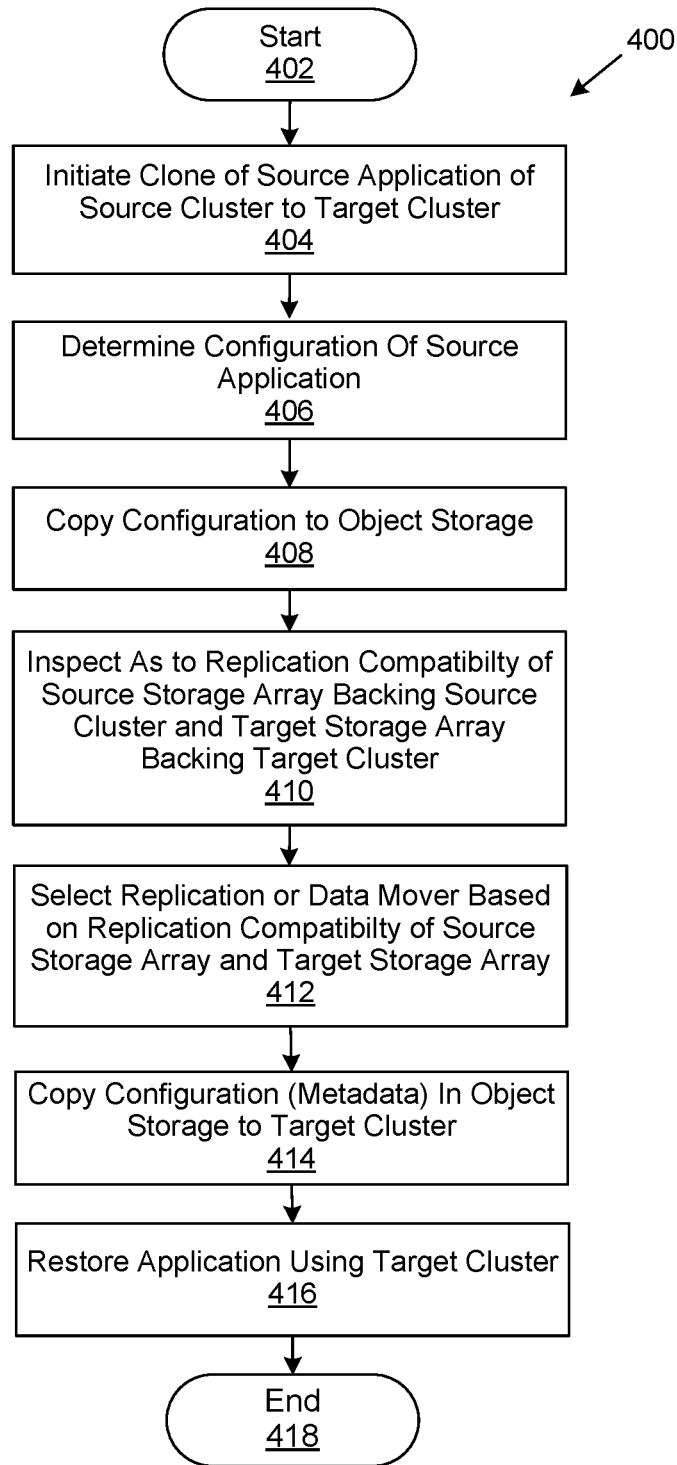 Start
402
400
Initiate Clone of Source Application of
Source Cluster to Target Cluster
404
Determine Configuration Of Source
Application
406
Copy Configuration to Object Storage
408
Inspect As to Replication Compatibilty of
Source Storage Array Backing Source
Cluster and Target Storage Array
Backing Target Cluster
410
Select Replication or Data Mover Based
on Replication Compatibilty of Source
Storage Array and Target Storage Array
412
Copy Configuration (Metadata) In Object
Storage to Target Cluster
414
Restore Application Using Target Cluster
416
End
418